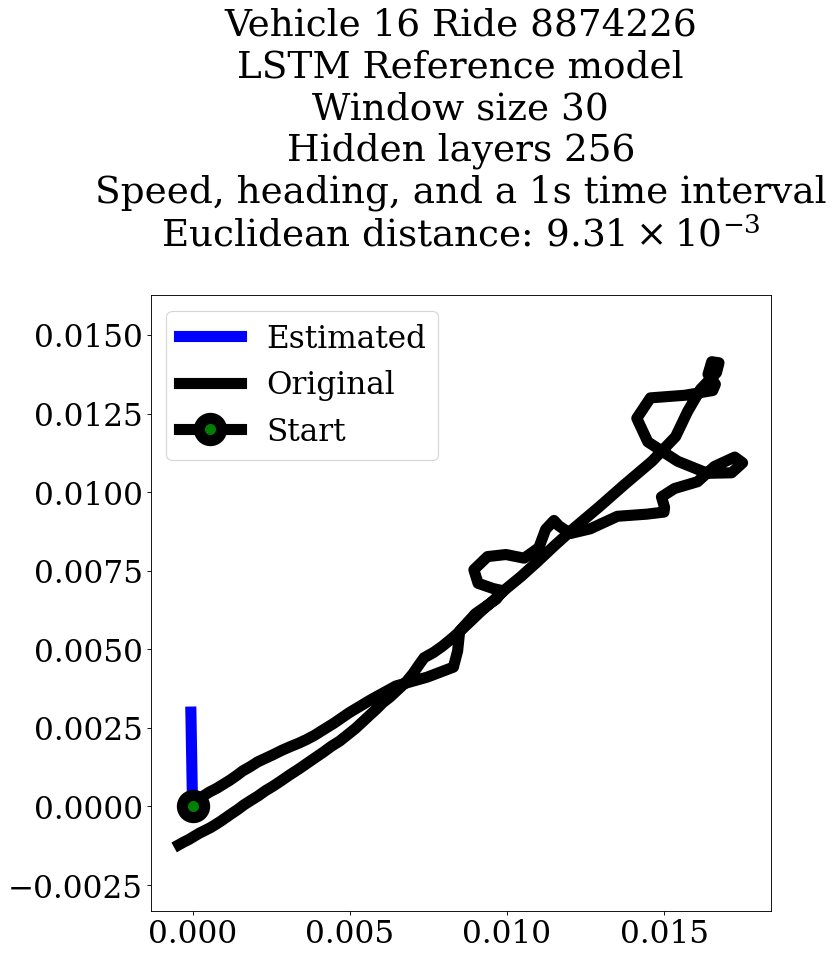 Vehicle 16 Ride 8874226
LSTM Reference model
Window size 30
Hidden layers 256
Speed, heading, and a 1s time interval
Euclidean distance: 9.31 × 10⁻³
Estimated
Original
Start
0.0150
0.0125
0.0100
0.0075
0.0050
0.0025
0.0000
−0.0025
0.000 0.005 0.010 0.015